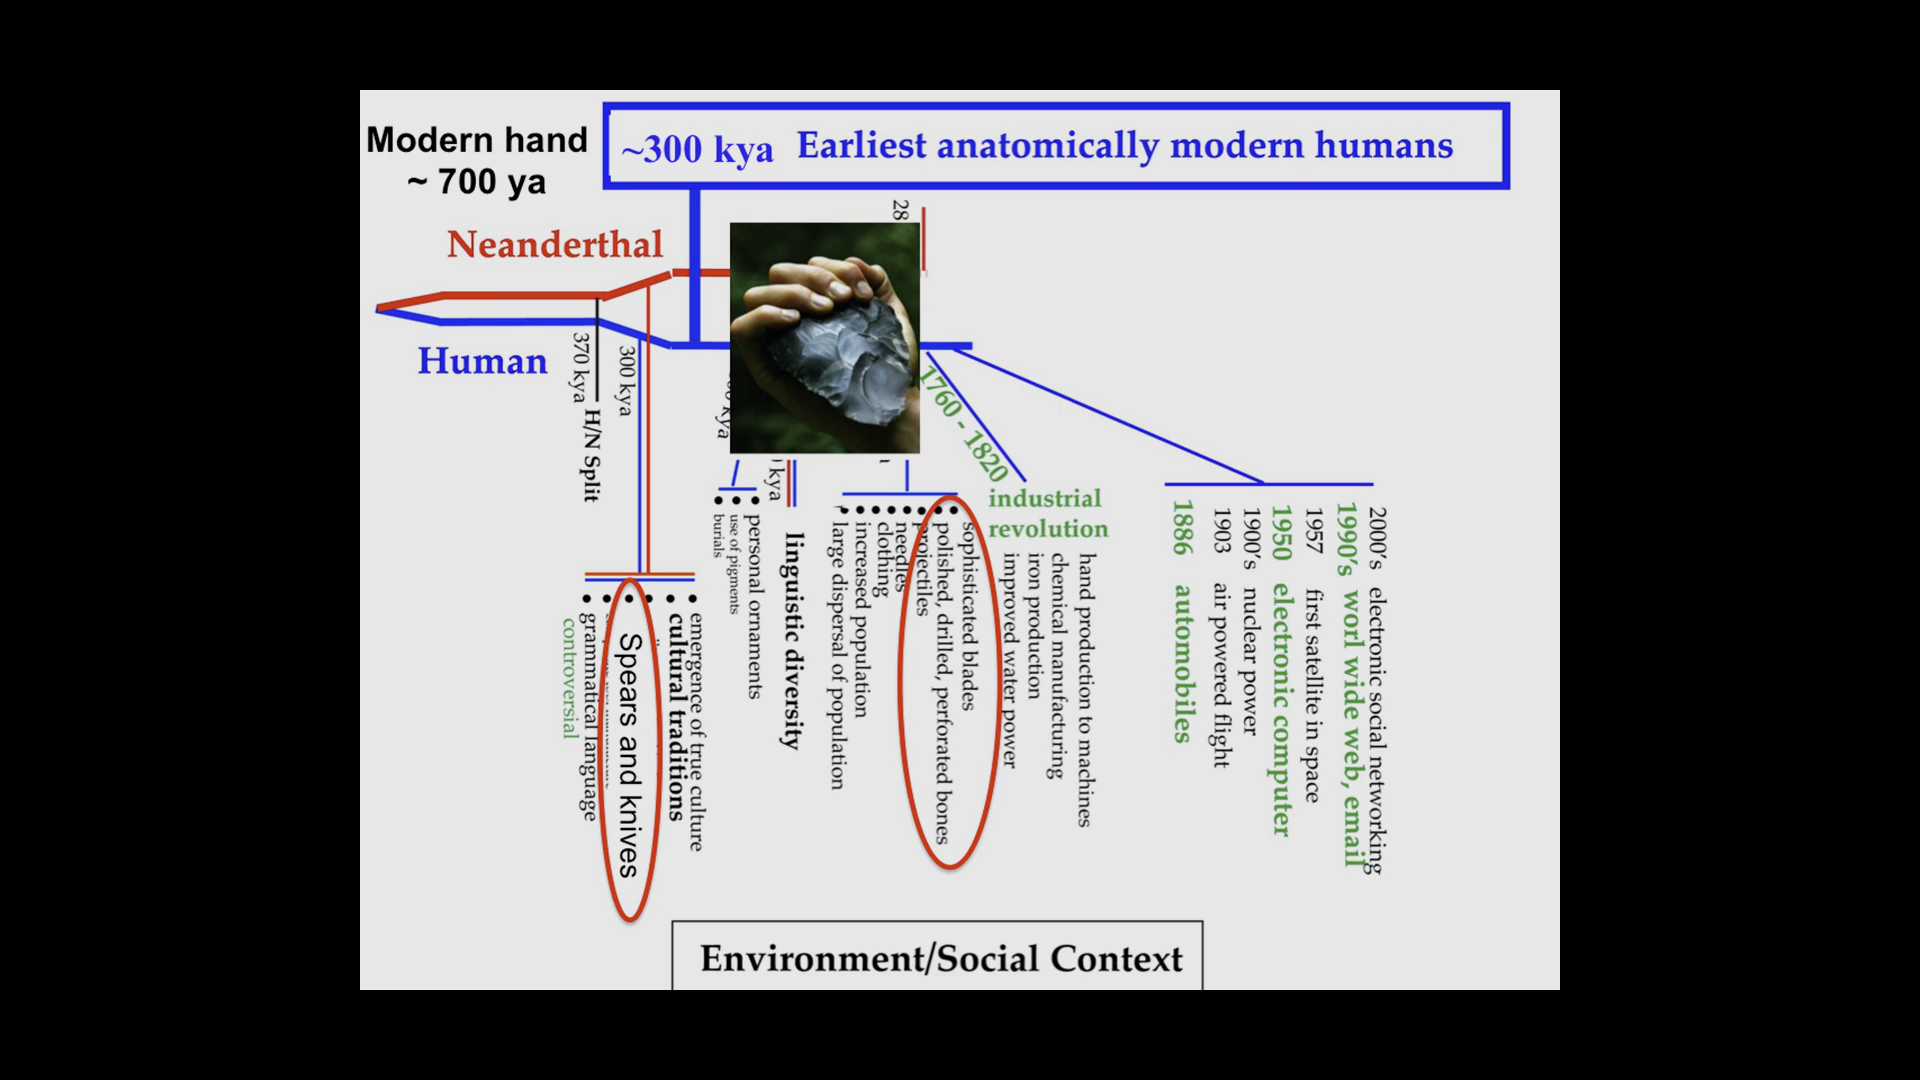 Modern hand
~ 700 ya
~300 kya Earliest anatomically modern humans
Neanderthal
Human
28
370 kya
H/N Split
300 kya
kya
kya
1760 - 1820
industrial
revolution
emergence of true culture
cultural traditions
Spears and knives
grammatical language
controversial
personal ornaments
use of pigments
burials
linguistic diversity
sophisticated blades
polished, drilled, perforated bones
projectiles
needles
clothing
increased population
large dispersal of population
hand production to machines
chemical manufacturing
iron production
improved water power
2000's electronic social networking
1990's worl wide web, email
1957 first satellite in space
1950 electronic computer
1900's nuclear power
1903 air powered flight
1886 automobiles
Environment/Social Context